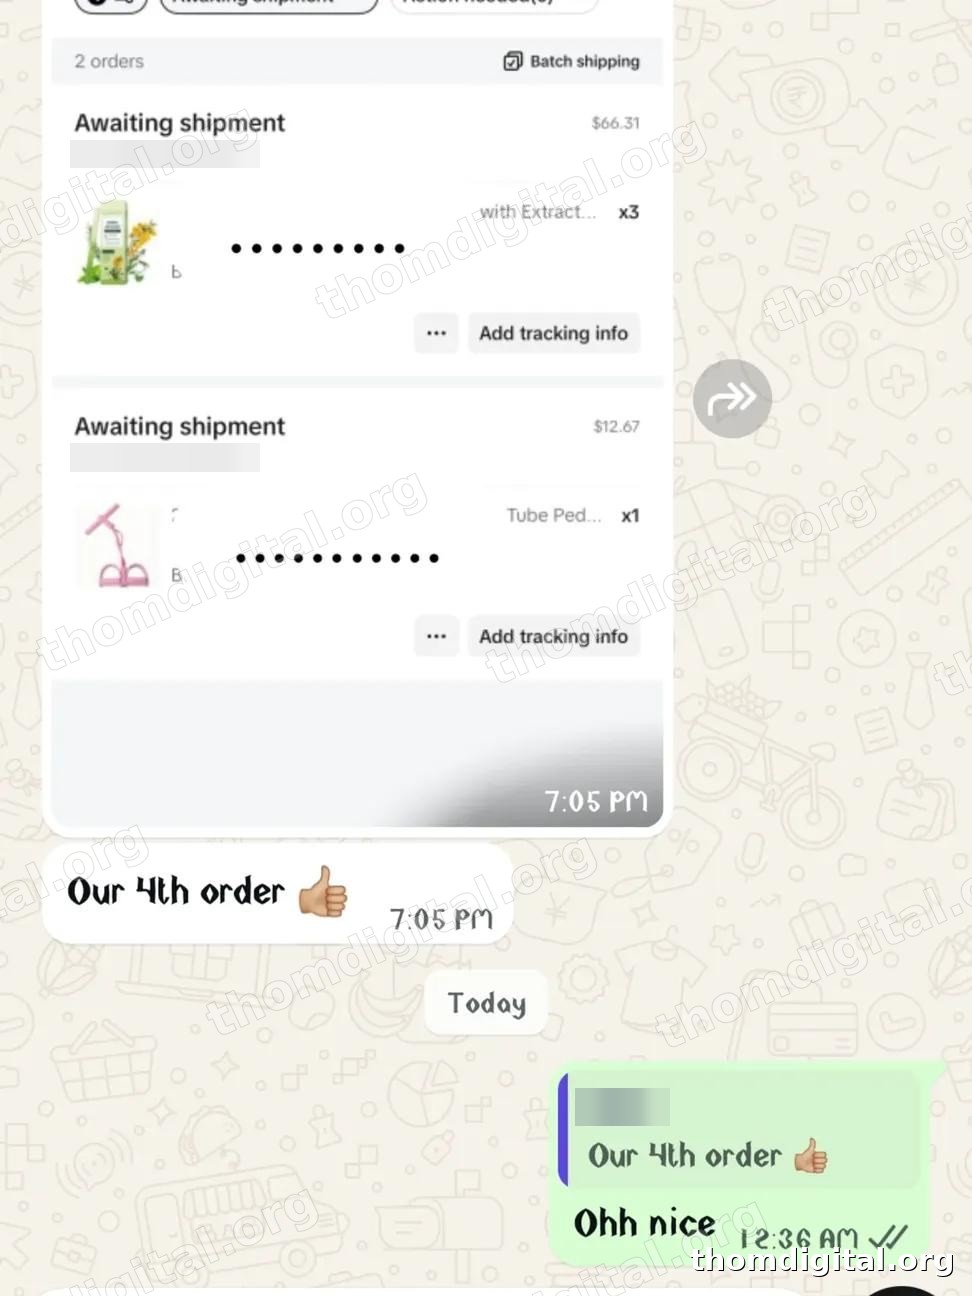 2 orders
Batch shipping
Awaiting shipment
$66.31
with Extract... x3
b
Add tracking info
Awaiting shipment
$12.67
Tube Ped... x1
B
Add tracking info
7:05 PM
Our 4th order 👍🏼
7:05 PM
Today
Our 4th order 👍🏼
Ohh nice
12:36 AM
thomdigital.org